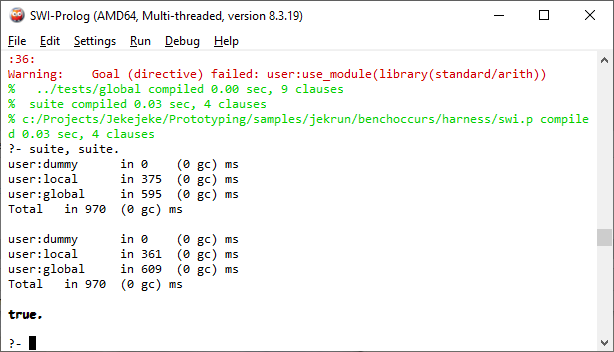 SWI-Prolog (AMD64, Multi-threaded, version 8.3.19)
File Edit Settings Run Debug Help
:36:
Warning:    Goal (directive) failed: user:use_module(library(standard/arith))
%   ../tests/global compiled 0.00 sec, 9 clauses
%  suite compiled 0.03 sec, 4 clauses
% c:/Projects/Jekejeke/Prototyping/samples/jekrun/benchoccurs/harness/swi.p compile
d 0.03 sec, 4 clauses
?- suite, suite.
user:dummy      in 0    (0 gc) ms
user:local      in 375  (0 gc) ms
user:global     in 595  (0 gc) ms
Total   in 970  (0 gc) ms
user:dummy      in 0    (0 gc) ms
user:local      in 361  (0 gc) ms
user:global     in 609  (0 gc) ms
Total   in 970  (0 gc) ms
true.
?-